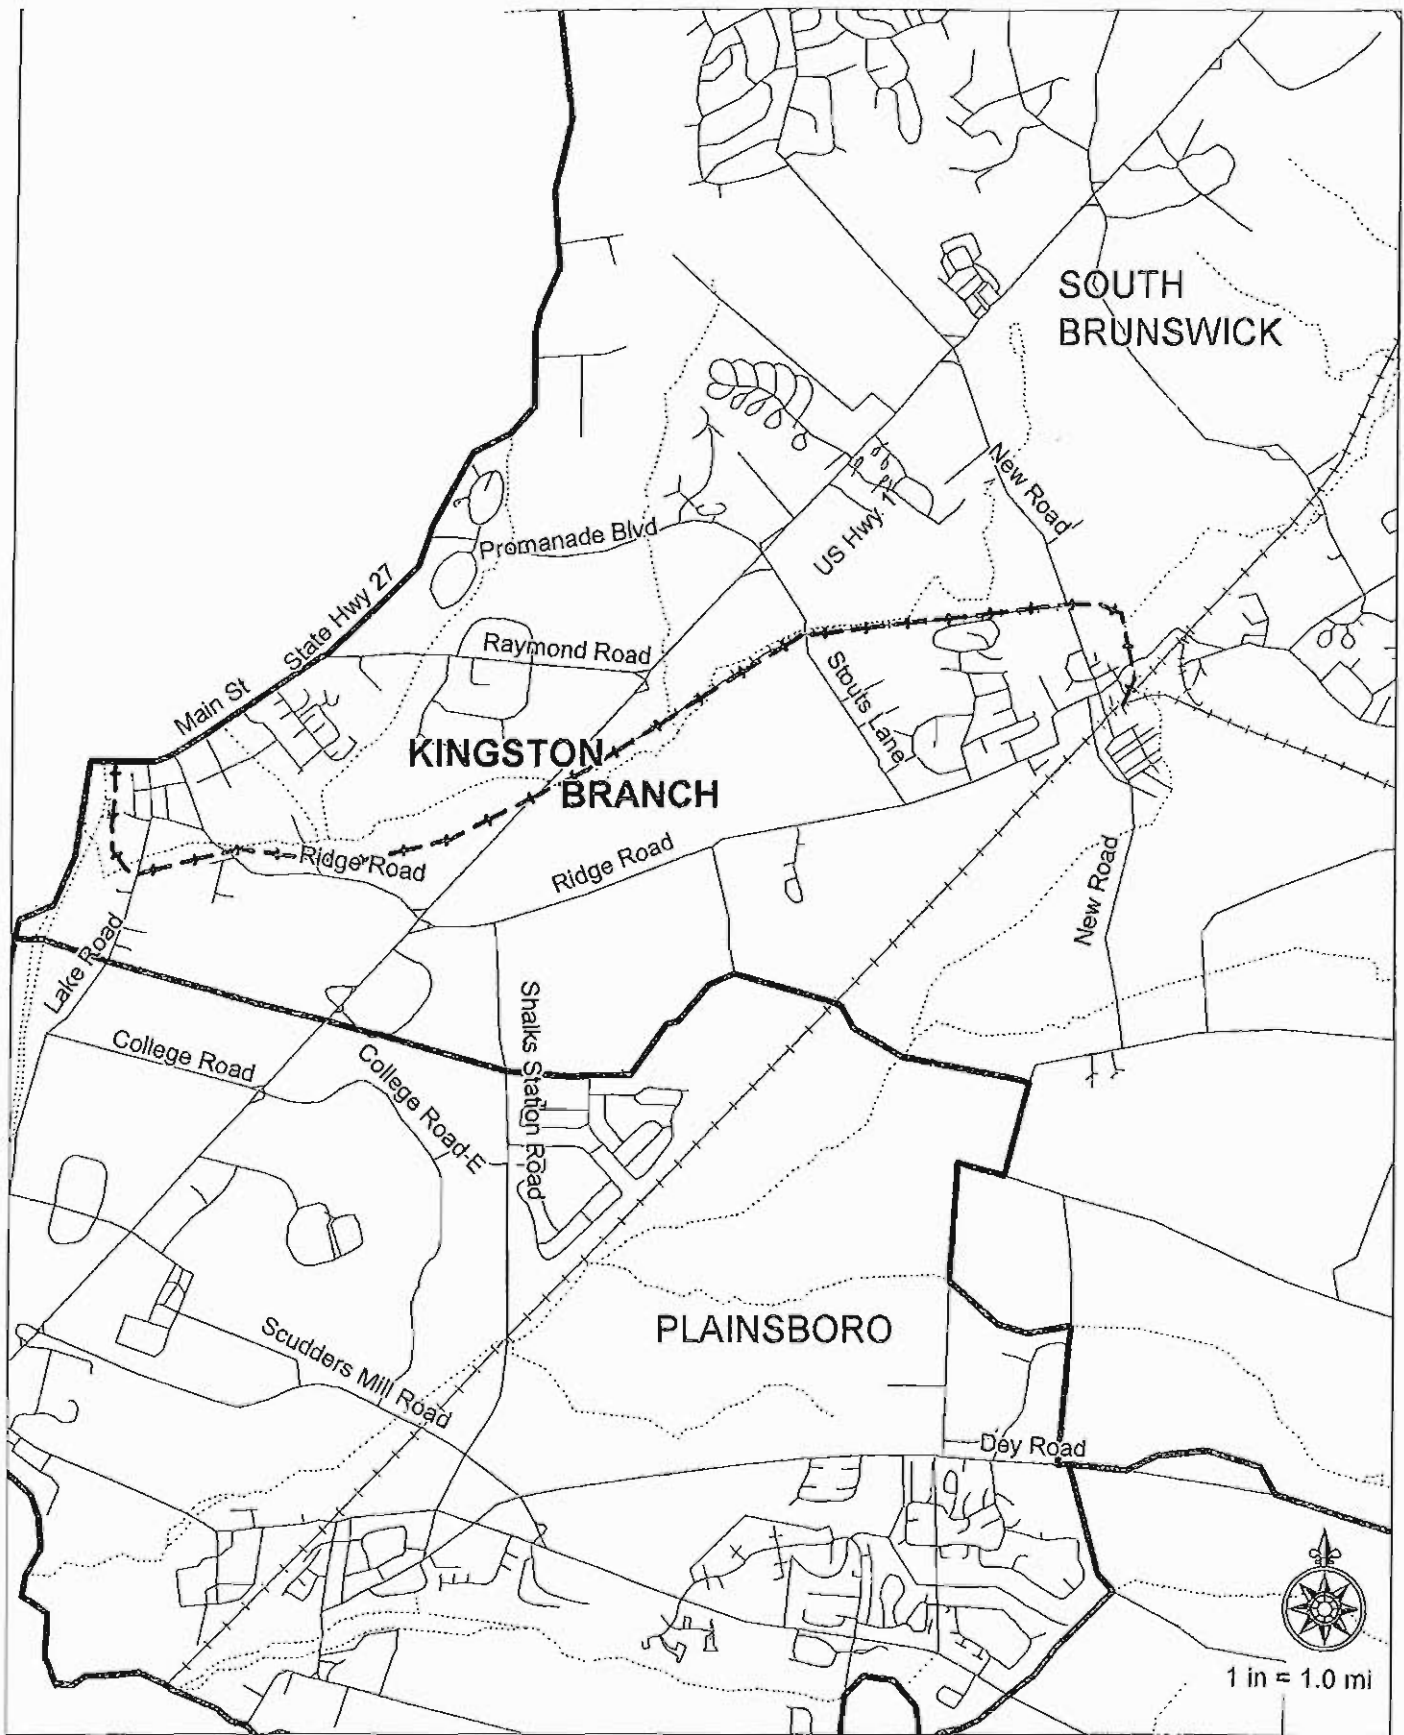 SOUTH
BRUNSWICK
New Road
US Hwy 1
Promanade Blvd
State Hwy 27
Raymond Road
Main St
Stouts Lane
KINGSTON
BRANCH
Ridge Road
Ridge Road
New Road
Lake Road
Shalks Station Road
College Road
College Road E
PLAINSBORO
Scudders Mill Road
Dey Road
1 in = 1.0 mi